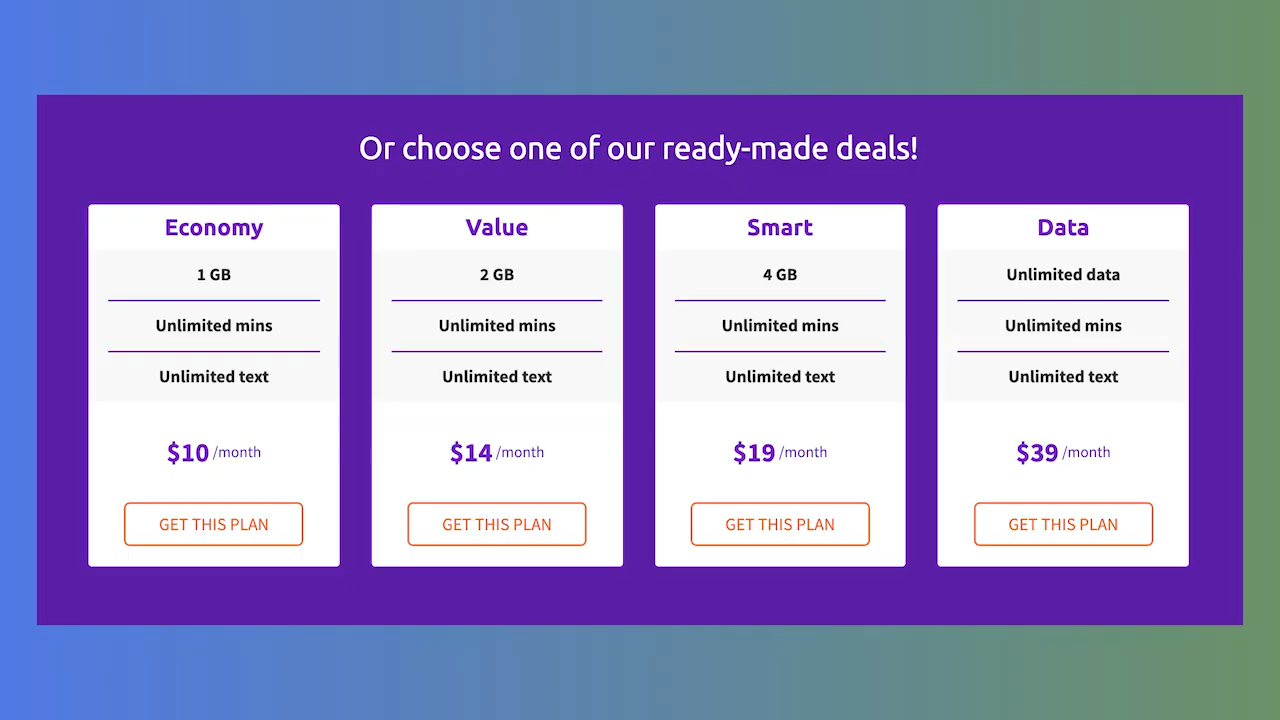 Or choose one of our ready-made deals!
Economy
1 GB
Unlimited mins
Unlimited text
$10 /month
GET THIS PLAN
Value
2 GB
Unlimited mins
Unlimited text
$14 /month
GET THIS PLAN
Smart
4 GB
Unlimited mins
Unlimited text
$19 /month
GET THIS PLAN
Data
Unlimited data
Unlimited mins
Unlimited text
$39 /month
GET THIS PLAN